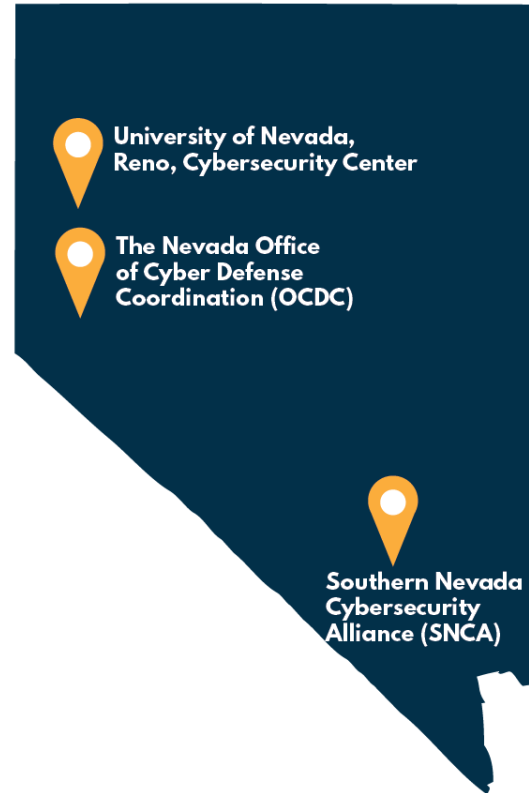 University of Nevada,
Reno, Cybersecurity Center
The Nevada Office
of Cyber Defense
Coordination (OCDC)
Southern Nevada
Cybersecurity
Alliance (SNCA)